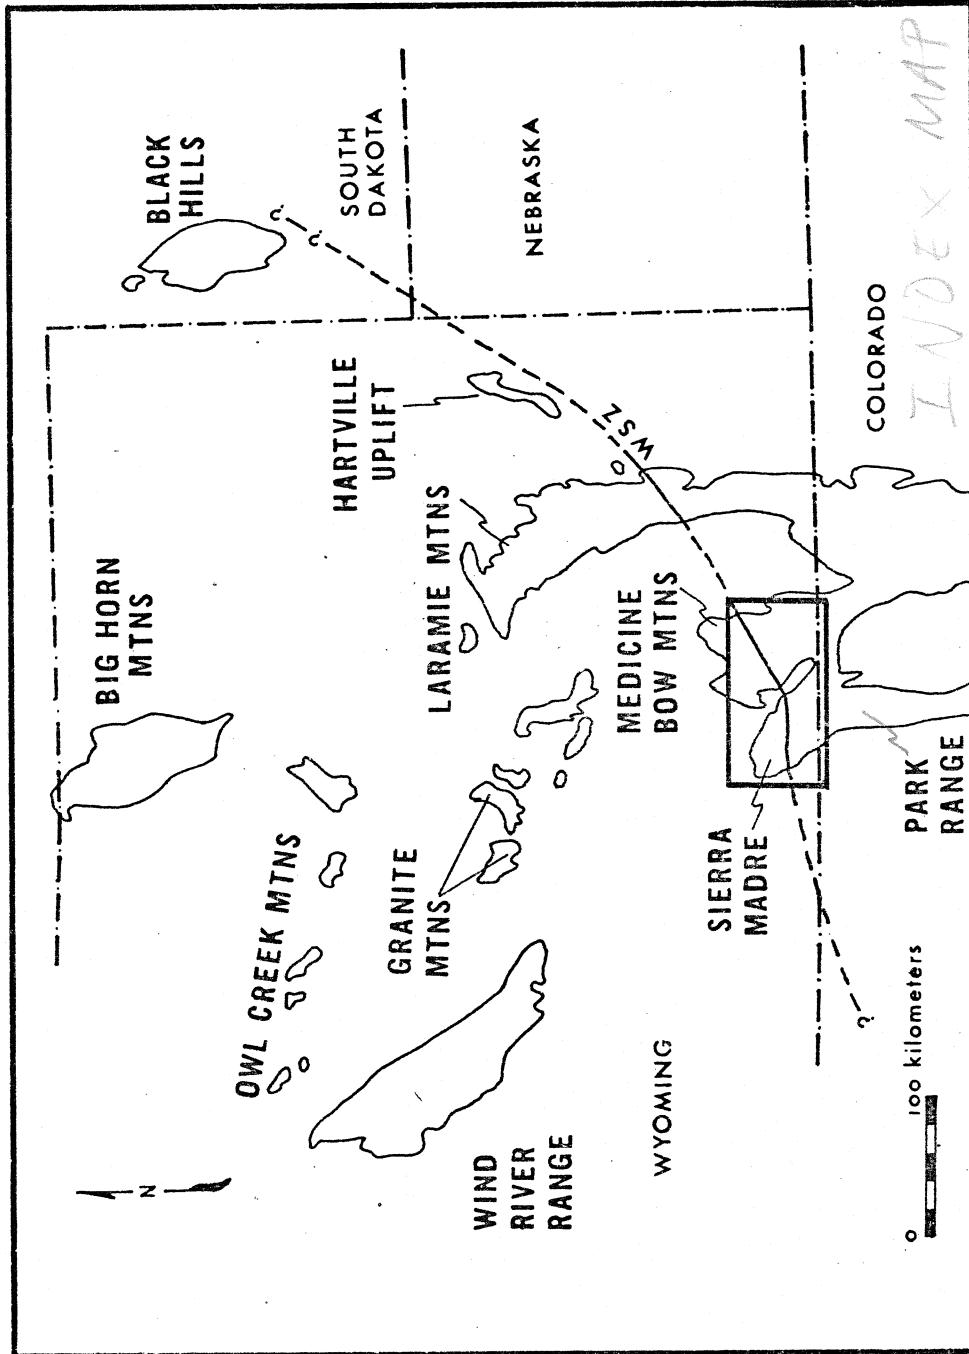 BIG HORN
MTNS
BLACK
HILLS
SOUTH
DAKOTA
OWL CREEK MTNS
HARTVILLE
UPLIFT
N
GRANITE
MTNS
LARAMIE MTNS
NEBRASKA
WIND
RIVER
RANGE
WSZ
MEDICINE
BOW MTNS
WYOMING
SIERRA
MADRE
COLORADO
PARK
RANGE
?
?
?
0 100 kilometers
INDEX MAP